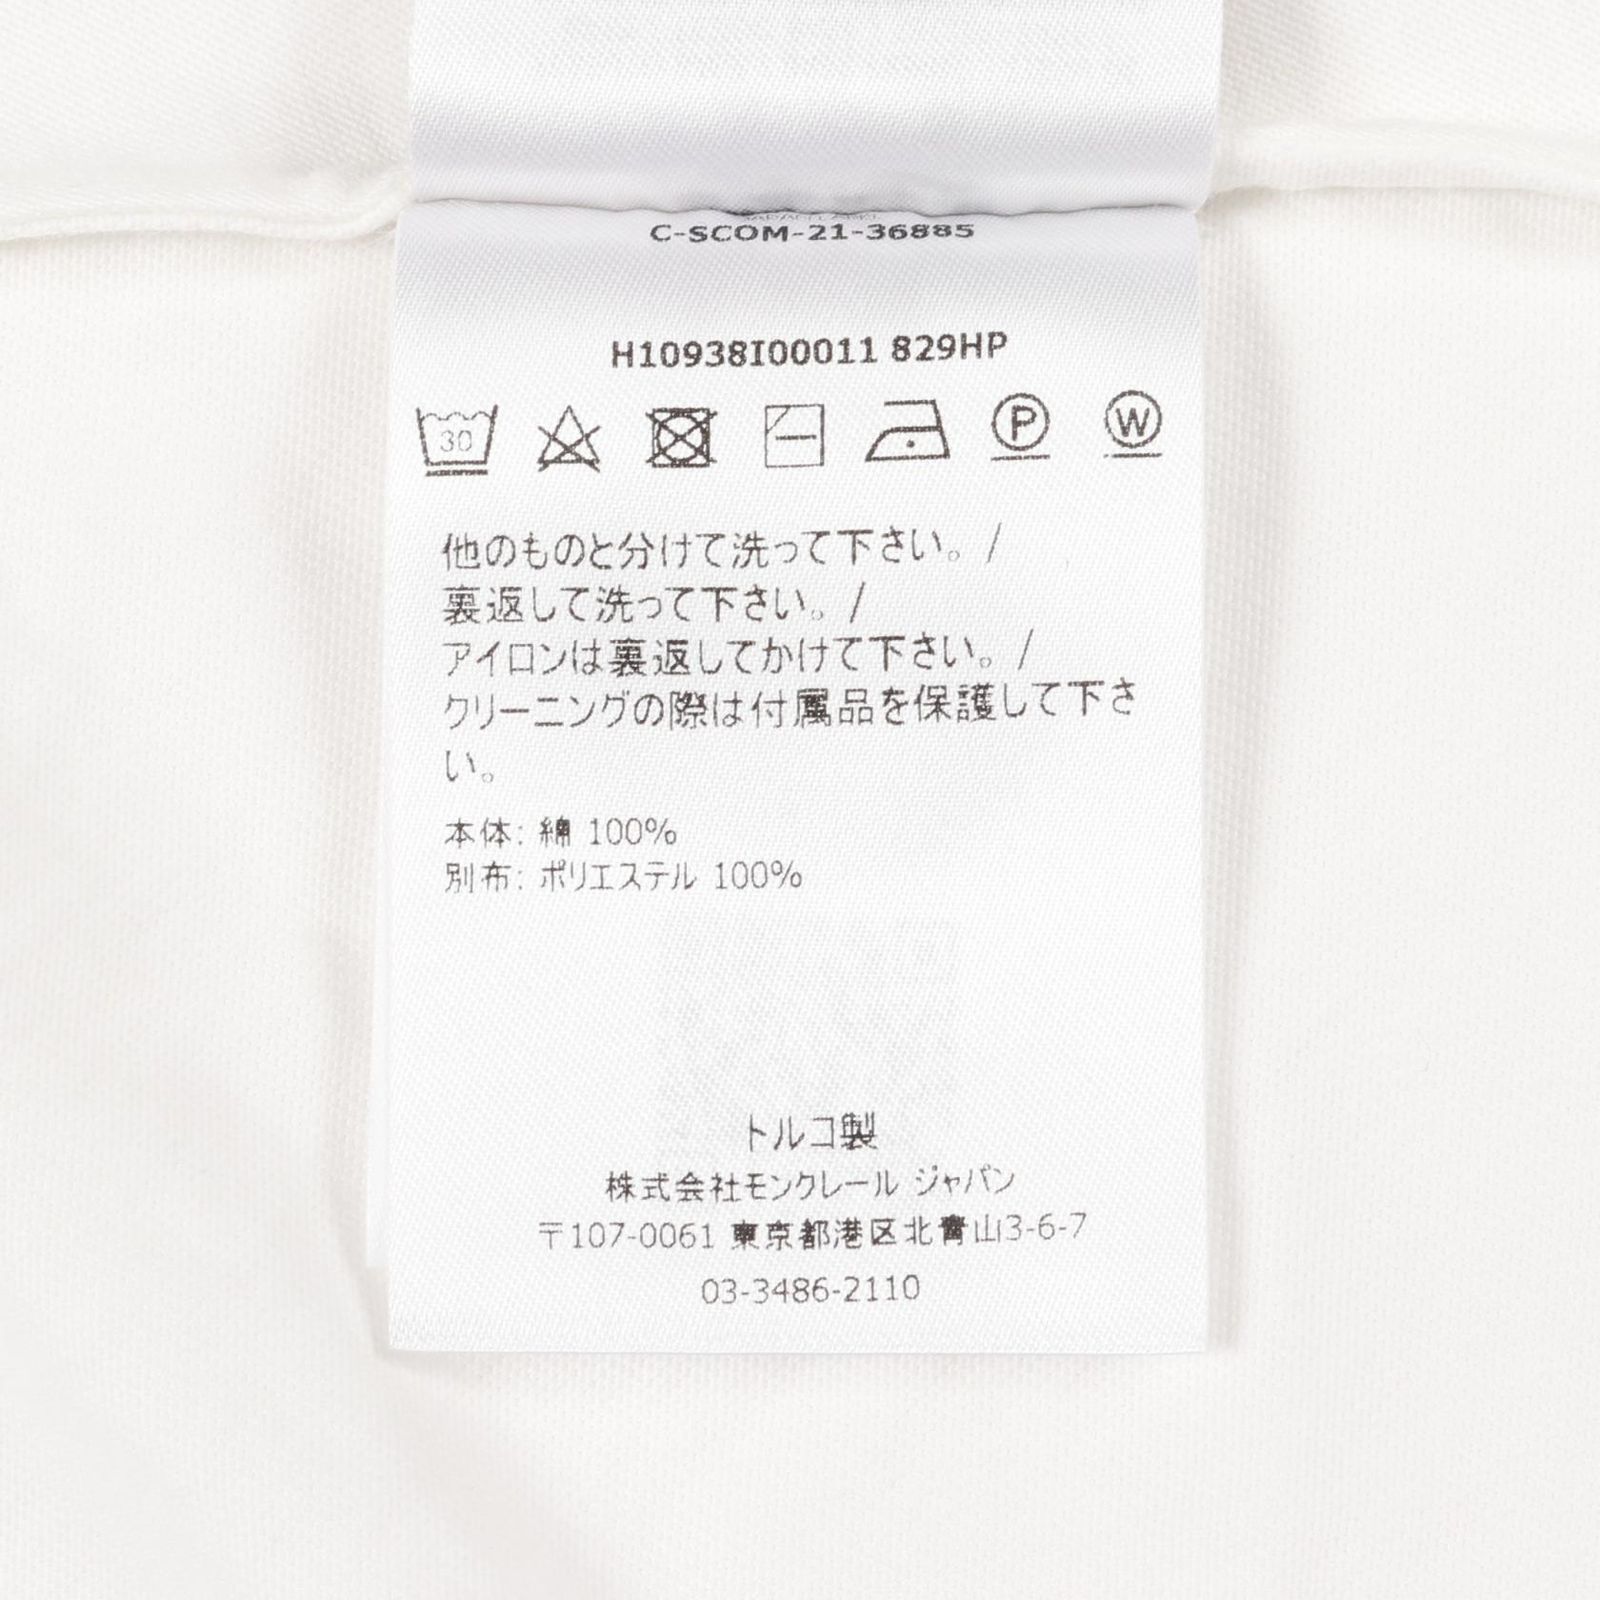 C-SCOM-21-36885
H10938I00011 829HP
30
P
W
他のものと分けて洗って下さい。/
裏返して洗って下さい。/
アイロンは裏返してかけて下さい。/
クリーニングの際は付属品を保護して下さ
い。
本体: 綿 100%
別布: ポリエステル 100%
トルコ製
株式会社モンクレール ジャパン
〒107-0061 東京都港区北青山3-6-7
03-3486-2110